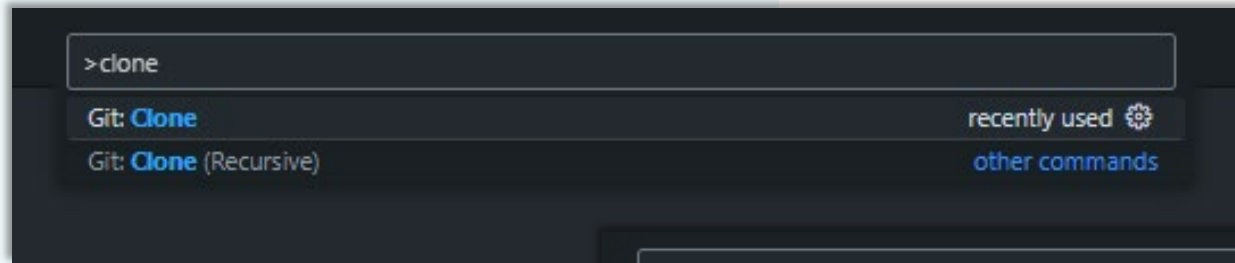 >clone
Git: Clone recently used
Git: Clone (Recursive) other commands